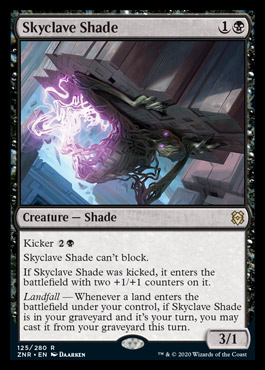 Skyclave Shade 1
Creature — Shade
Kicker 2
Skyclave Shade can't block.
If Skyclave Shade was kicked, it enters the
battlefield with two +1/+1 counters on it.
Landfall — Whenever a land enters the
battlefield under your control, if Skyclave Shade
is in your graveyard and it's your turn, you may
cast it from your graveyard this turn.
3/1
125/280 R
ZNR • EN Daarken
™ & © 2020 Wizards of the Coast